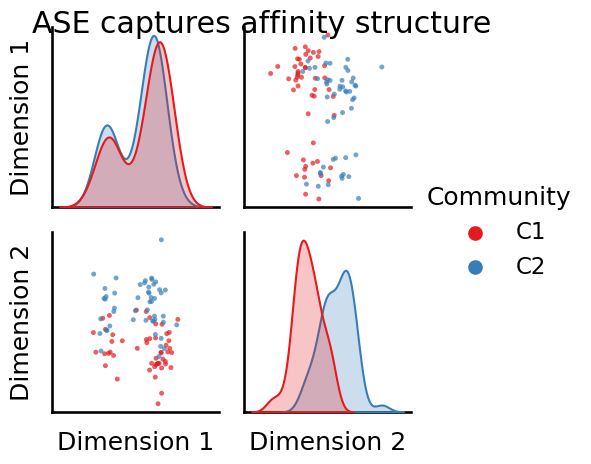 ASE captures affinity structure
Dimension 1
Community
C1
C2
Dimension 2
Dimension 1
Dimension 2